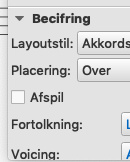 Becifring
Layoutstil: Akkords
Placering: Over
Afspil
Fortolkning:
Voicing: